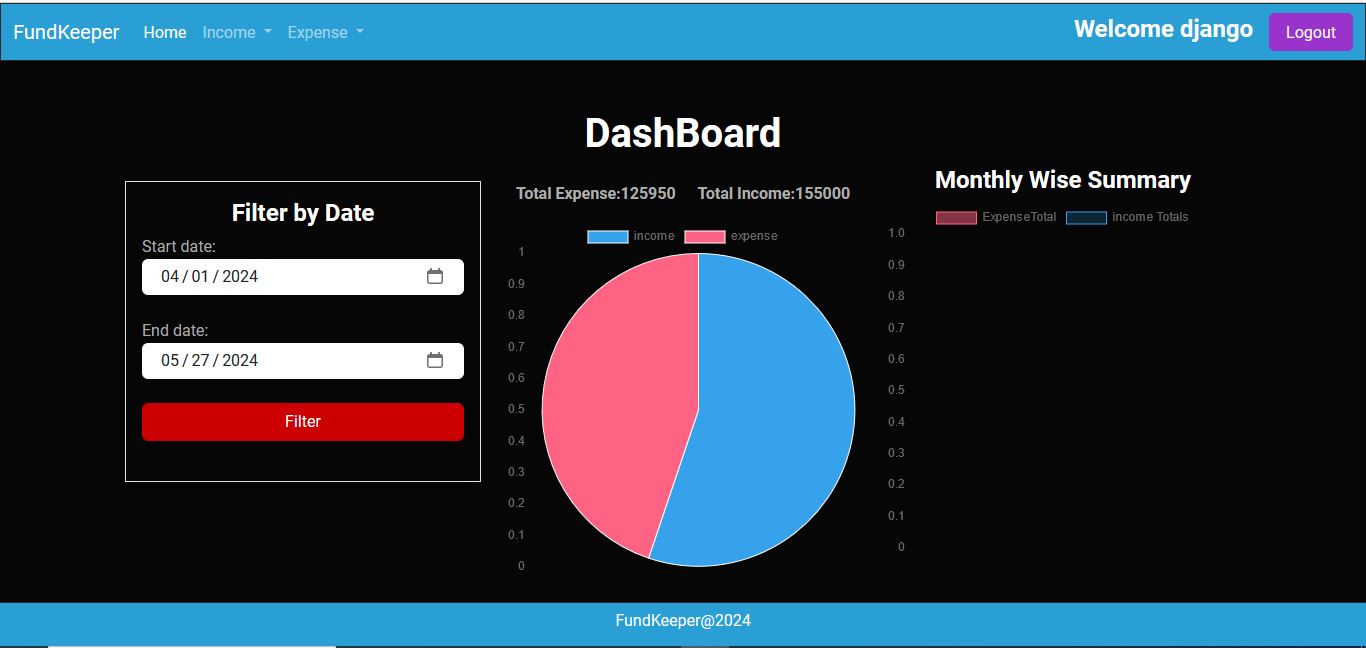 FundKeeper Home Income Expense Welcome django Logout
DashBoard
Filter by Date
Start date:
04/01/2024
End date:
05/27/2024
Filter
Total Expense:125950 Total Income:155000
income expense
1
0.9
0.8
0.7
0.6
0.5
0.4
0.3
0.2
0.1
0
Monthly Wise Summary
ExpenseTotal income Totals
1.0
0.9
0.8
0.7
0.6
0.5
0.4
0.3
0.2
0.1
0
FundKeeper@2024